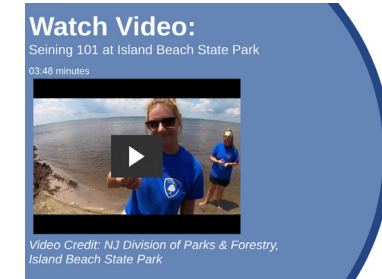 Watch Video:
Seining 101 at Island Beach State Park
03:48 minutes
Video Credit: NJ Division of Parks & Forestry,
Island Beach State Park